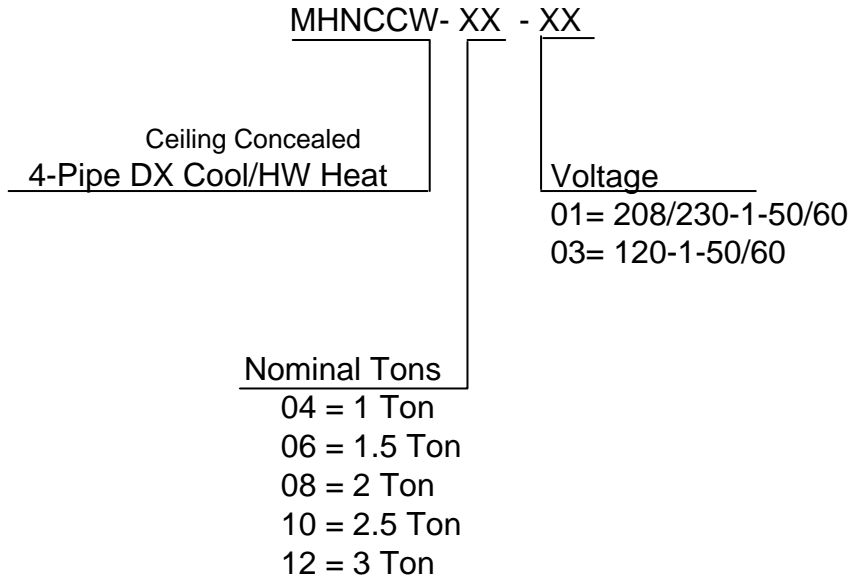 MHNCCW- XX - XX
Ceiling Concealed
4-Pipe DX Cool/HW Heat
Voltage
01= 208/230-1-50/60
03= 120-1-50/60
Nominal Tons
04 = 1 Ton
06 = 1.5 Ton
08 = 2 Ton
10 = 2.5 Ton
12 = 3 Ton